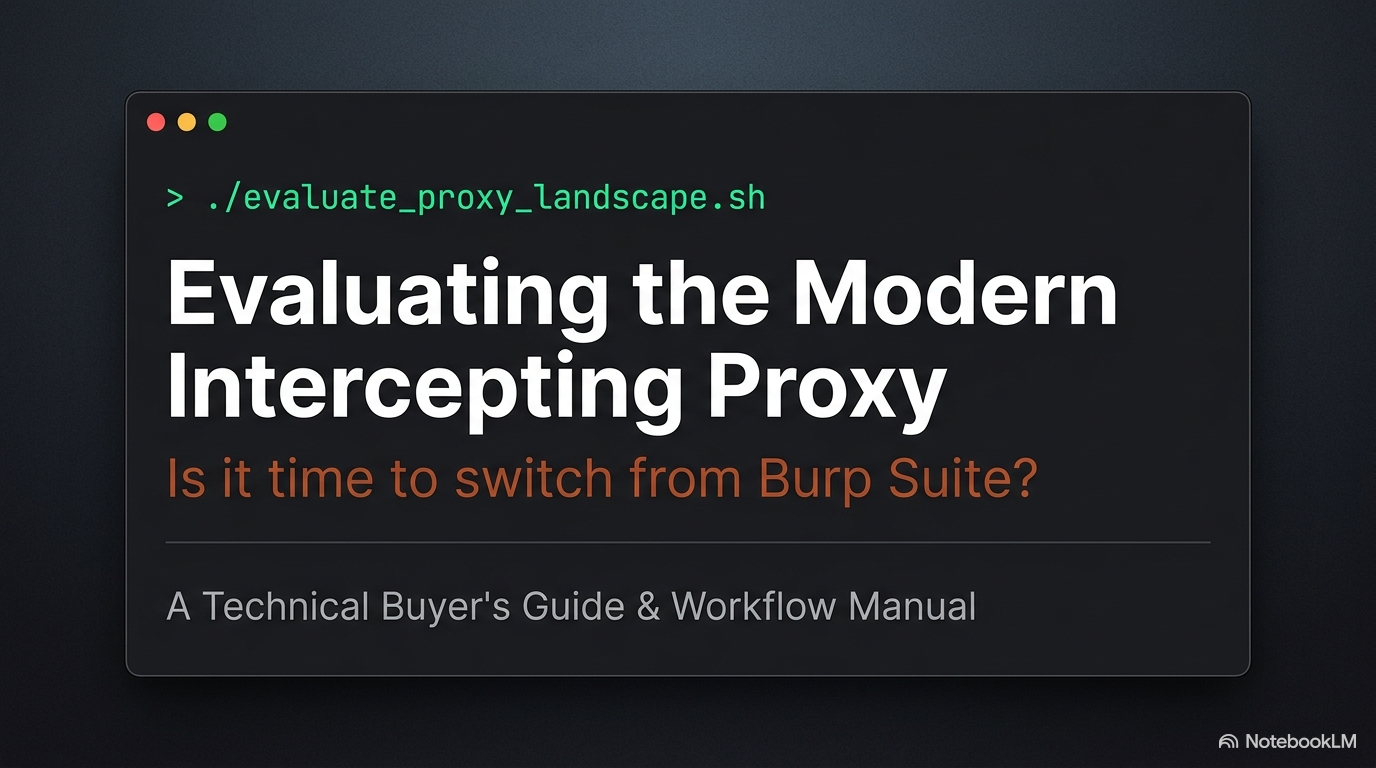 > ./evaluate_proxy_landscape.sh
Evaluating the Modern
Intercepting Proxy
Is it time to switch from Burp Suite?
A Technical Buyer's Guide & Workflow Manual
NotebookLM